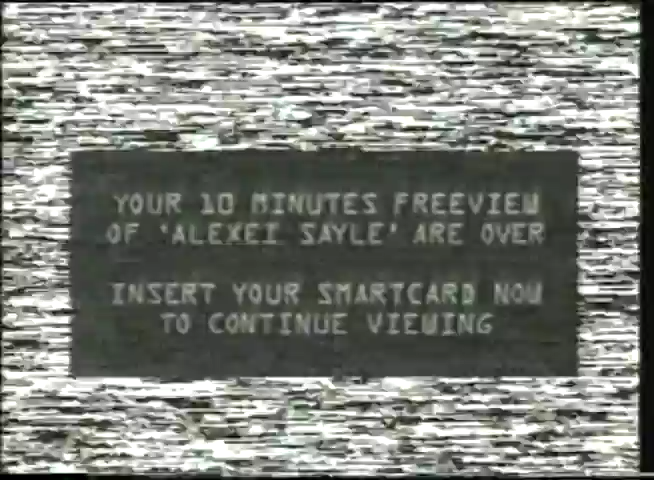 YOUR 10 MINUTES FREEVIEW
OF 'ALEXEI SAYLE' ARE OVER
INSERT YOUR SMARTCARD NOW
TO CONTINUE VIEWING